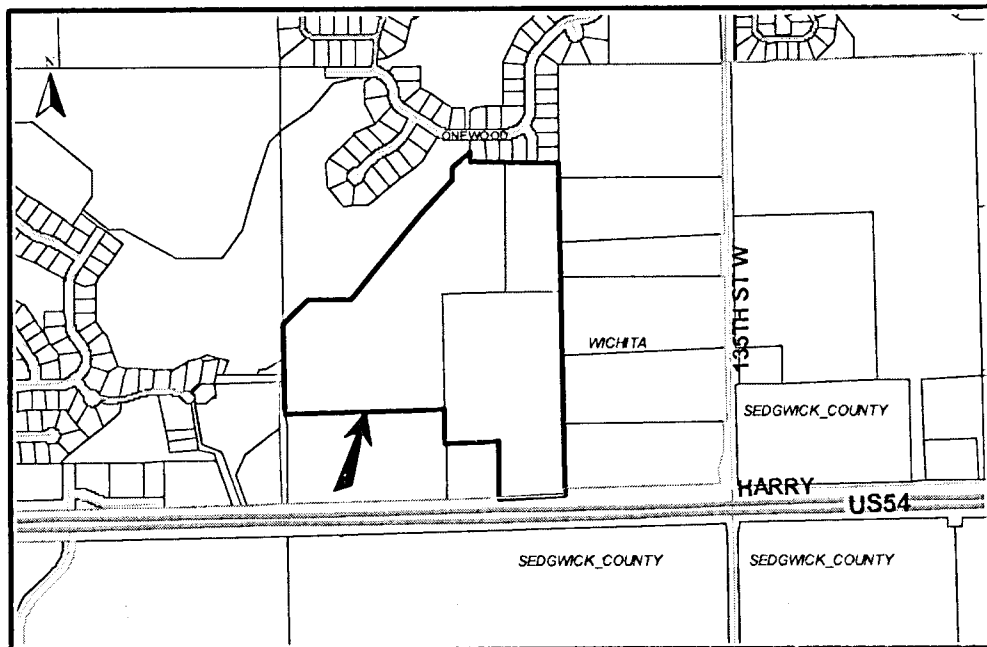 N
ONEWOOD
135TH ST W
WICHITA
SEDGWICK_COUNTY
HARRY
US54
SEDGWICK_COUNTY
SEDGWICK_COUNTY